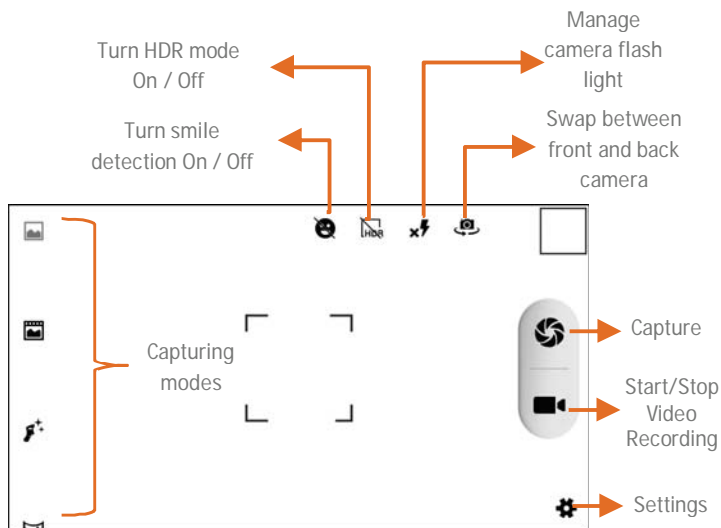 Manage
camera flash
light
Turn HDR mode
On / Off
Swap between
front and back
camera
Turn smile
detection On / Off
HDR
Capturing
modes
Capture
Start/Stop
Video
Recording
Settings